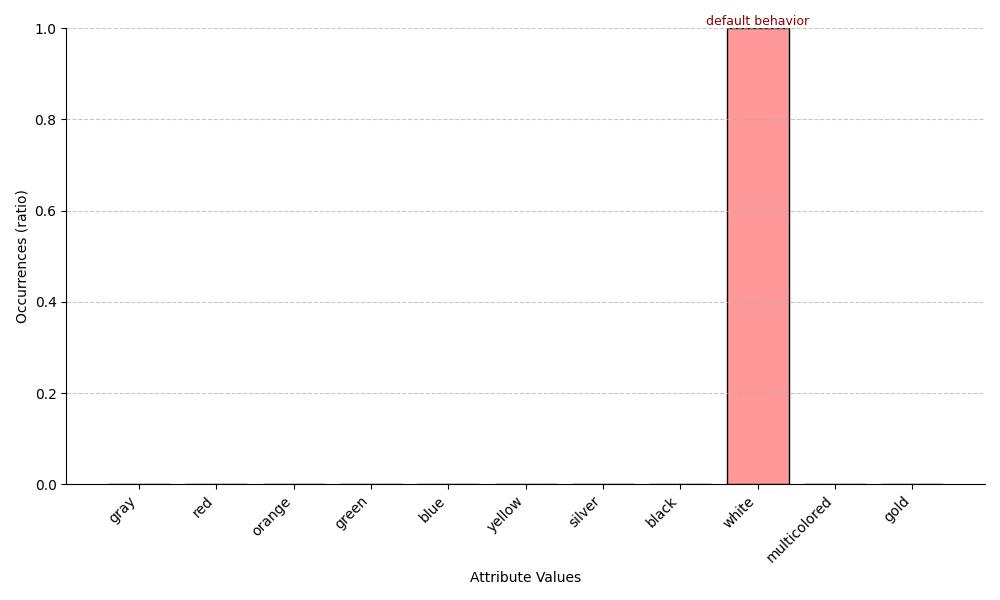 default behavior
1.0
0.8
0.6
0.4
0.2
0.0
Occurrences (ratio)
gray
red
orange
green
blue
yellow
silver
black
white
multicolored
gold
Attribute Values